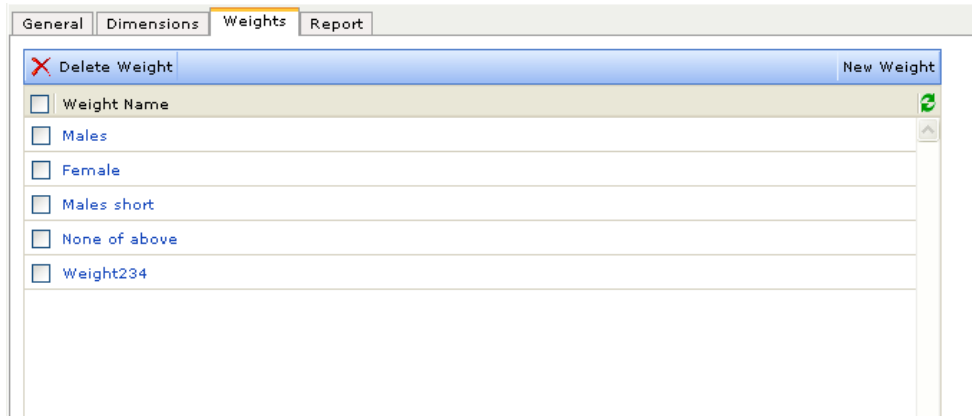 General Dimensions Weights Report
Delete Weight New Weight
Weight Name
Males
Female
Males short
None of above
Weight234